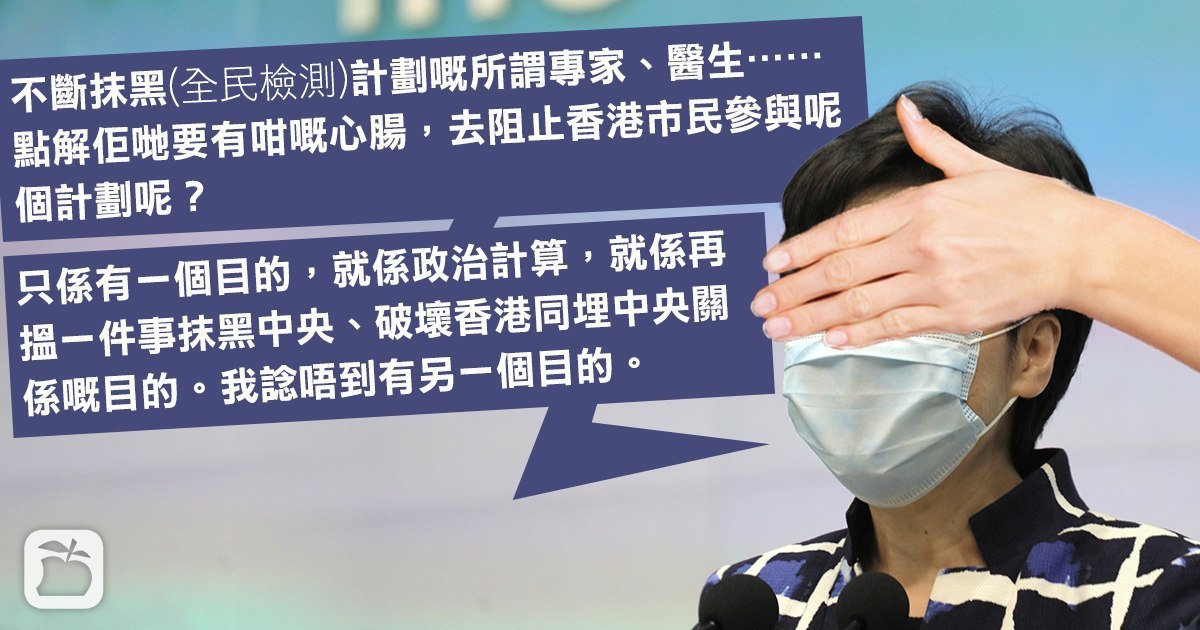 不斷抹黑(全民檢測)計劃嘅所謂專家、醫生⋯⋯
點解佢哋要有咁嘅心腸，去阻止香港市民參與呢
個計劃呢？
只係有一個目的，就係政治計算，就係再
搵一件事抹黑中央、破壞香港同埋中央關
係嘅目的。我諗唔到有另一個目的。